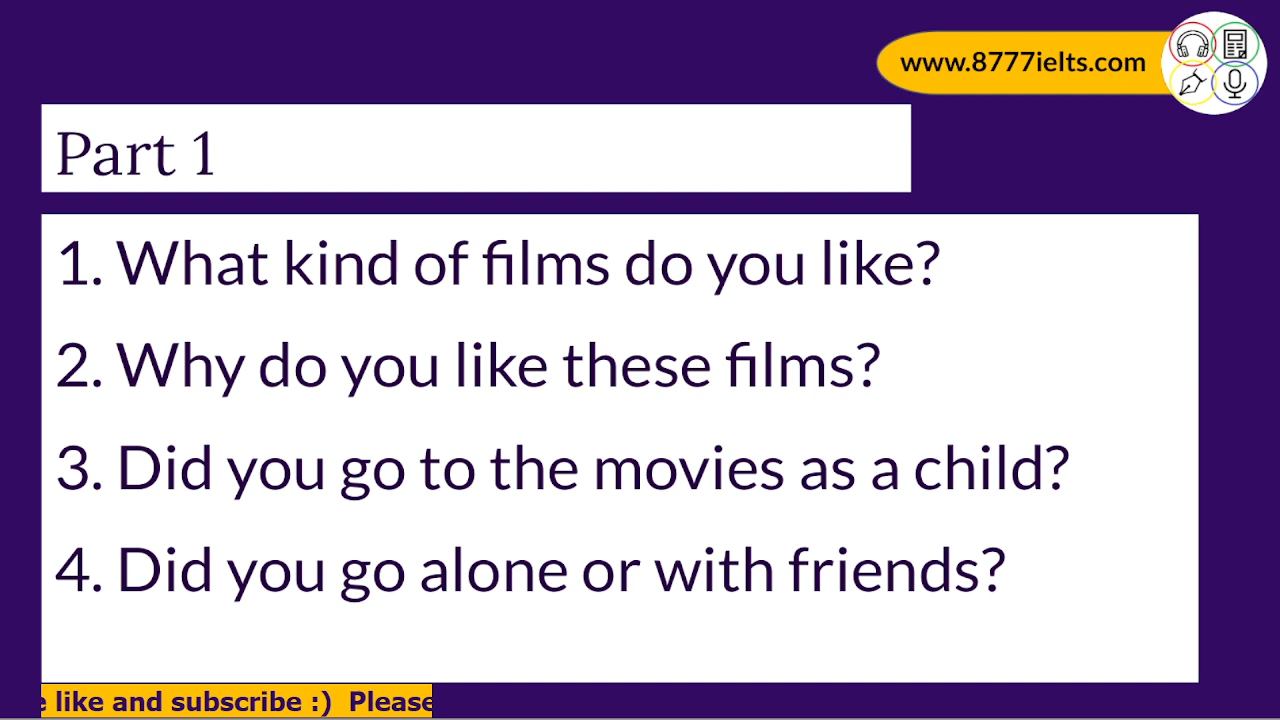 www.8777ielts.com
Part 1
1. What kind of films do you like?
2. Why do you like these films?
3. Did you go to the movies as a child?
4. Did you go alone or with friends?
like and subscribe :) Please